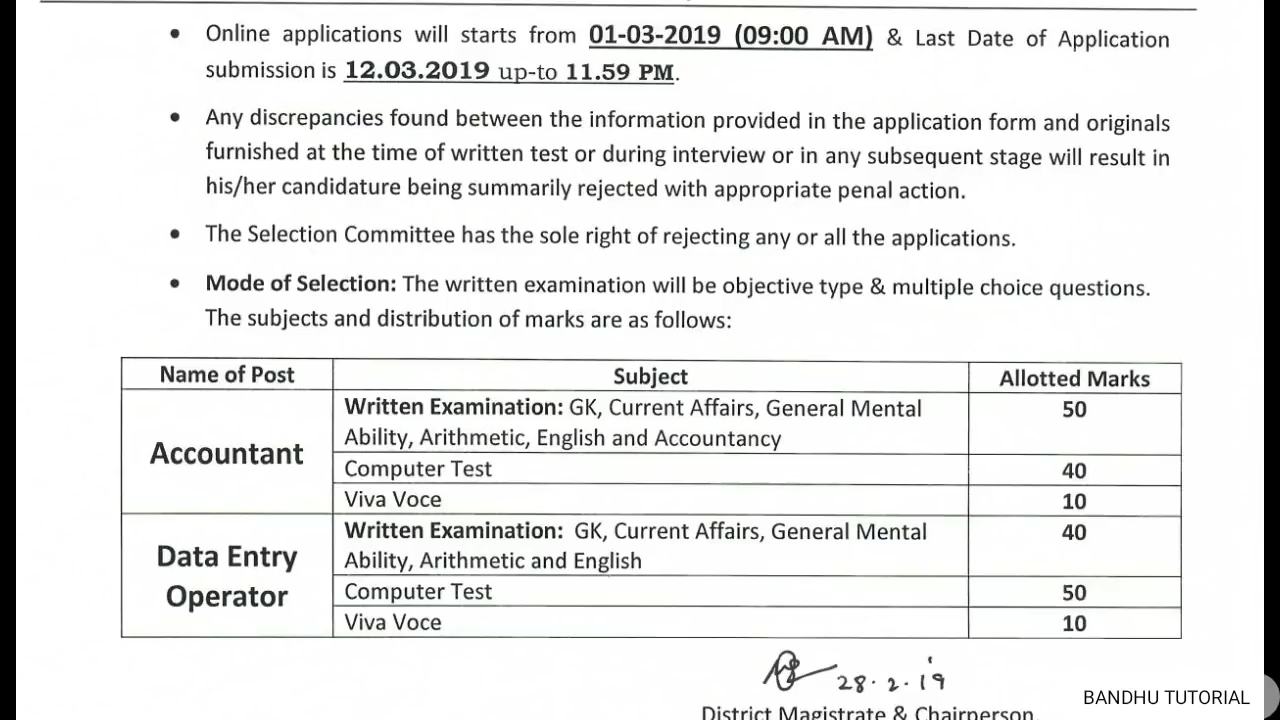 • Online applications will starts from 01-03-2019 (09:00 AM) & Last Date of Application
submission is 12.03.2019 up-to 11.59 PM.
• Any discrepancies found between the information provided in the application form and originals
furnished at the time of written test or during interview or in any subsequent stage will result in
his/her candidature being summarily rejected with appropriate penal action.
• The Selection Committee has the sole right of rejecting any or all the applications.
• Mode of Selection: The written examination will be objective type & multiple choice questions.
The subjects and distribution of marks are as follows:
Name of Post Subject Allotted Marks
Accountant
Written Examination: GK, Current Affairs, General Mental 50
Ability, Arithmetic, English and Accountancy
Computer Test 40
Viva Voce 10
Data Entry
Operator
Written Examination: GK, Current Affairs, General Mental 40
Ability, Arithmetic and English
Computer Test 50
Viva Voce 10
28.2.19
District Magistrate & Chairperson,
BANDHU TUTORIAL